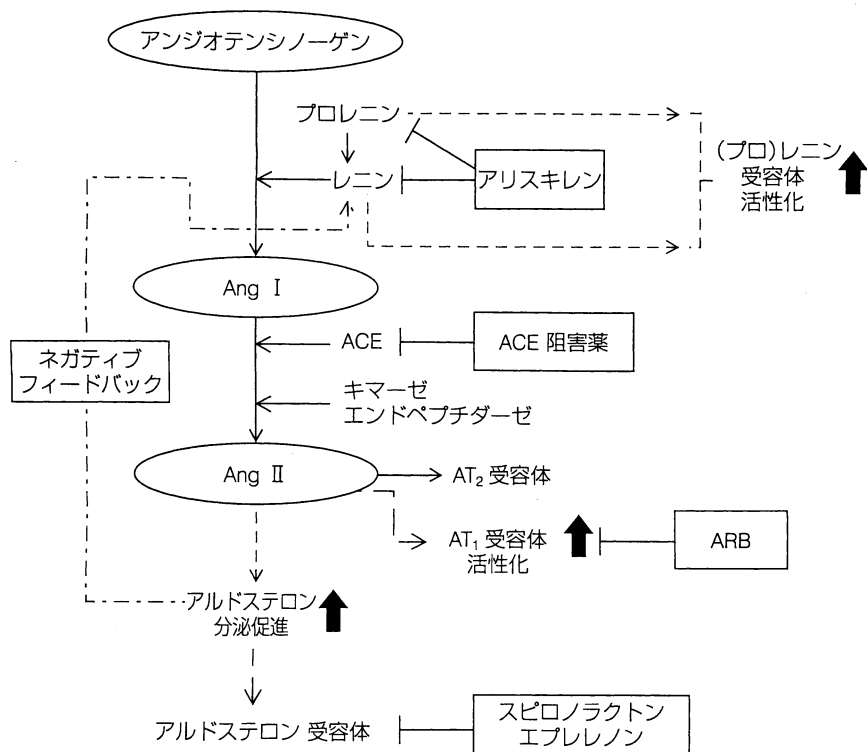 アンジオテンシノーゲン
プロレニン
レニン
アリスキレン
(プロ)レニン
受容体
活性化
Ang Ⅰ
ACE
ACE 阻害薬
ネガティブ
フィードバック
キマーゼ
エンドペプチダーゼ
Ang Ⅱ
AT₂ 受容体
AT₁ 受容体
活性化
ARB
アルドステロン
分泌促進
アルドステロン 受容体
スピロノラクトン
エプレレノン